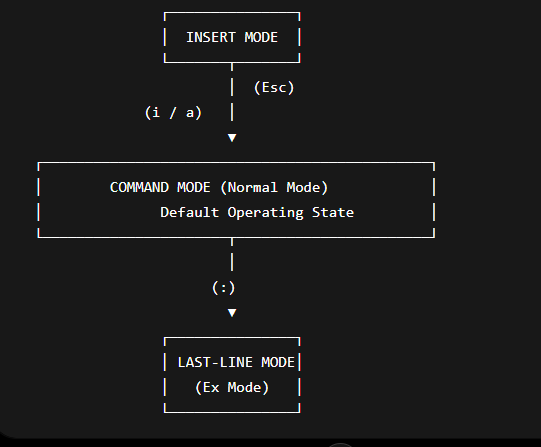 INSERT MODE
(Esc)
(i / a)
COMMAND MODE (Normal Mode)
Default Operating State
(:)
LAST-LINE MODE
(Ex Mode)